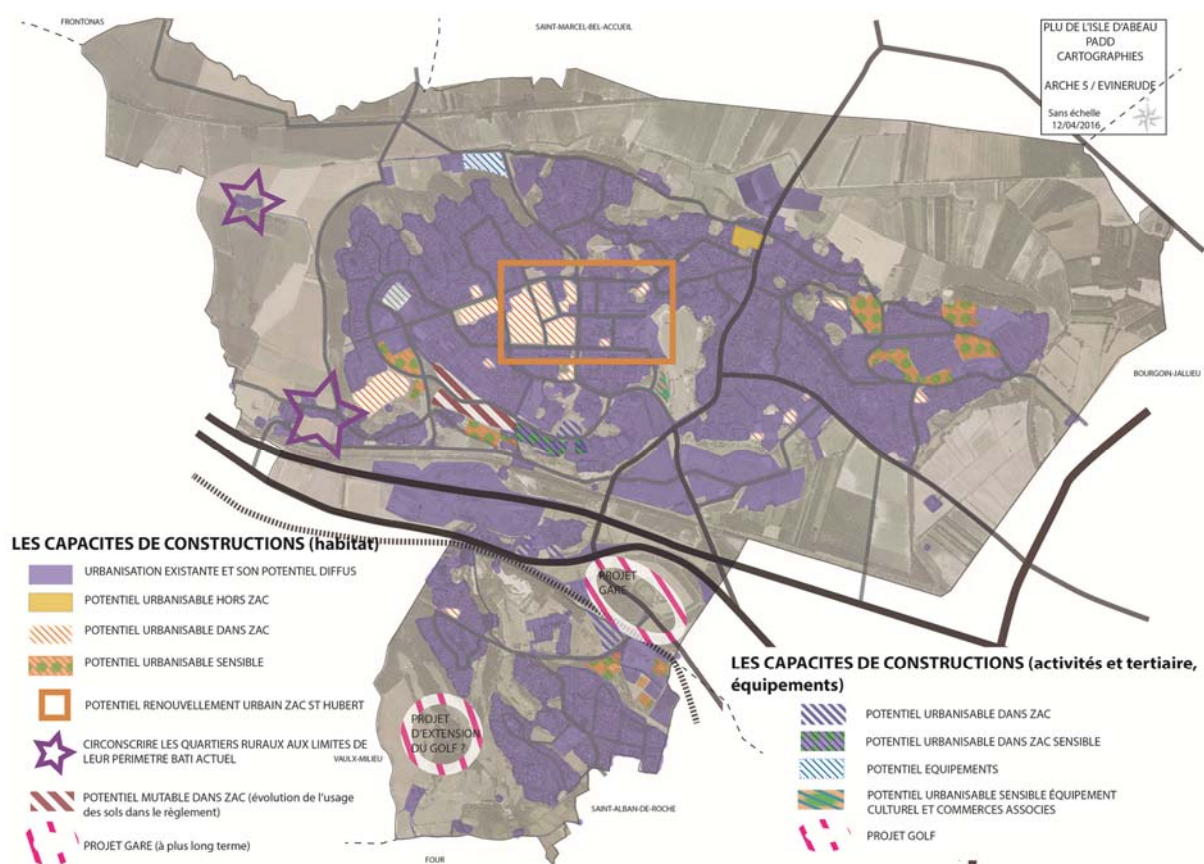 FRONTONAS
SAINT-MARCEL-BEL-ACCUEIL
PLU DE L'ISLE D'ABEAU
PADD
CARTOGRAPHIES
ARCHE 5 / EVINERUDE
Sans échelle
12/04/2016
BOURGOIN-JALLIEU
PROJET
GARE
PROJET
D'EXTENSION
DU GOLF ?
VAULX-MILIEU
SAINT-ALBAN-DE-ROCHE
FOUR
LES CAPACITES DE CONSTRUCTIONS (habitat)
URBANISATION EXISTANTE ET SON POTENTIEL DIFFUS
POTENTIEL URBANISABLE HORS ZAC
POTENTIEL URBANISABLE DANS ZAC
POTENTIEL URBANISABLE SENSIBLE
POTENTIEL RENOUVELLEMENT URBAIN ZAC ST HUBERT
CIRCONSCRIRE LES QUARTIERS RURAUX AUX LIMITES DE
LEUR PERIMETRE BATI ACTUEL
POTENTIEL MUTABLE DANS ZAC (évolution de l'usage
des sols dans le règlement)
PROJET GARE (à plus long terme)
LES CAPACITES DE CONSTRUCTIONS (activités et tertiaire,
équipements)
POTENTIEL URBANISABLE DANS ZAC
POTENTIEL URBANISABLE DANS ZAC SENSIBLE
POTENTIEL EQUIPEMENTS
POTENTIEL URBANISABLE SENSIBLE ÉQUIPEMENT
CULTUREL ET COMMERCES ASSOCIES
PROJET GOLF